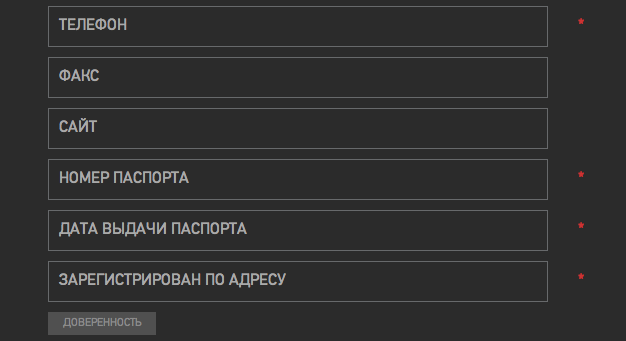 ТЕЛЕФОН *
ФАКС
САЙТ
НОМЕР ПАСПОРТА *
ДАТА ВЫДАЧИ ПАСПОРТА *
ЗАРЕГИСТРИРОВАН ПО АДРЕСУ *
ДОВЕРЕННОСТЬ